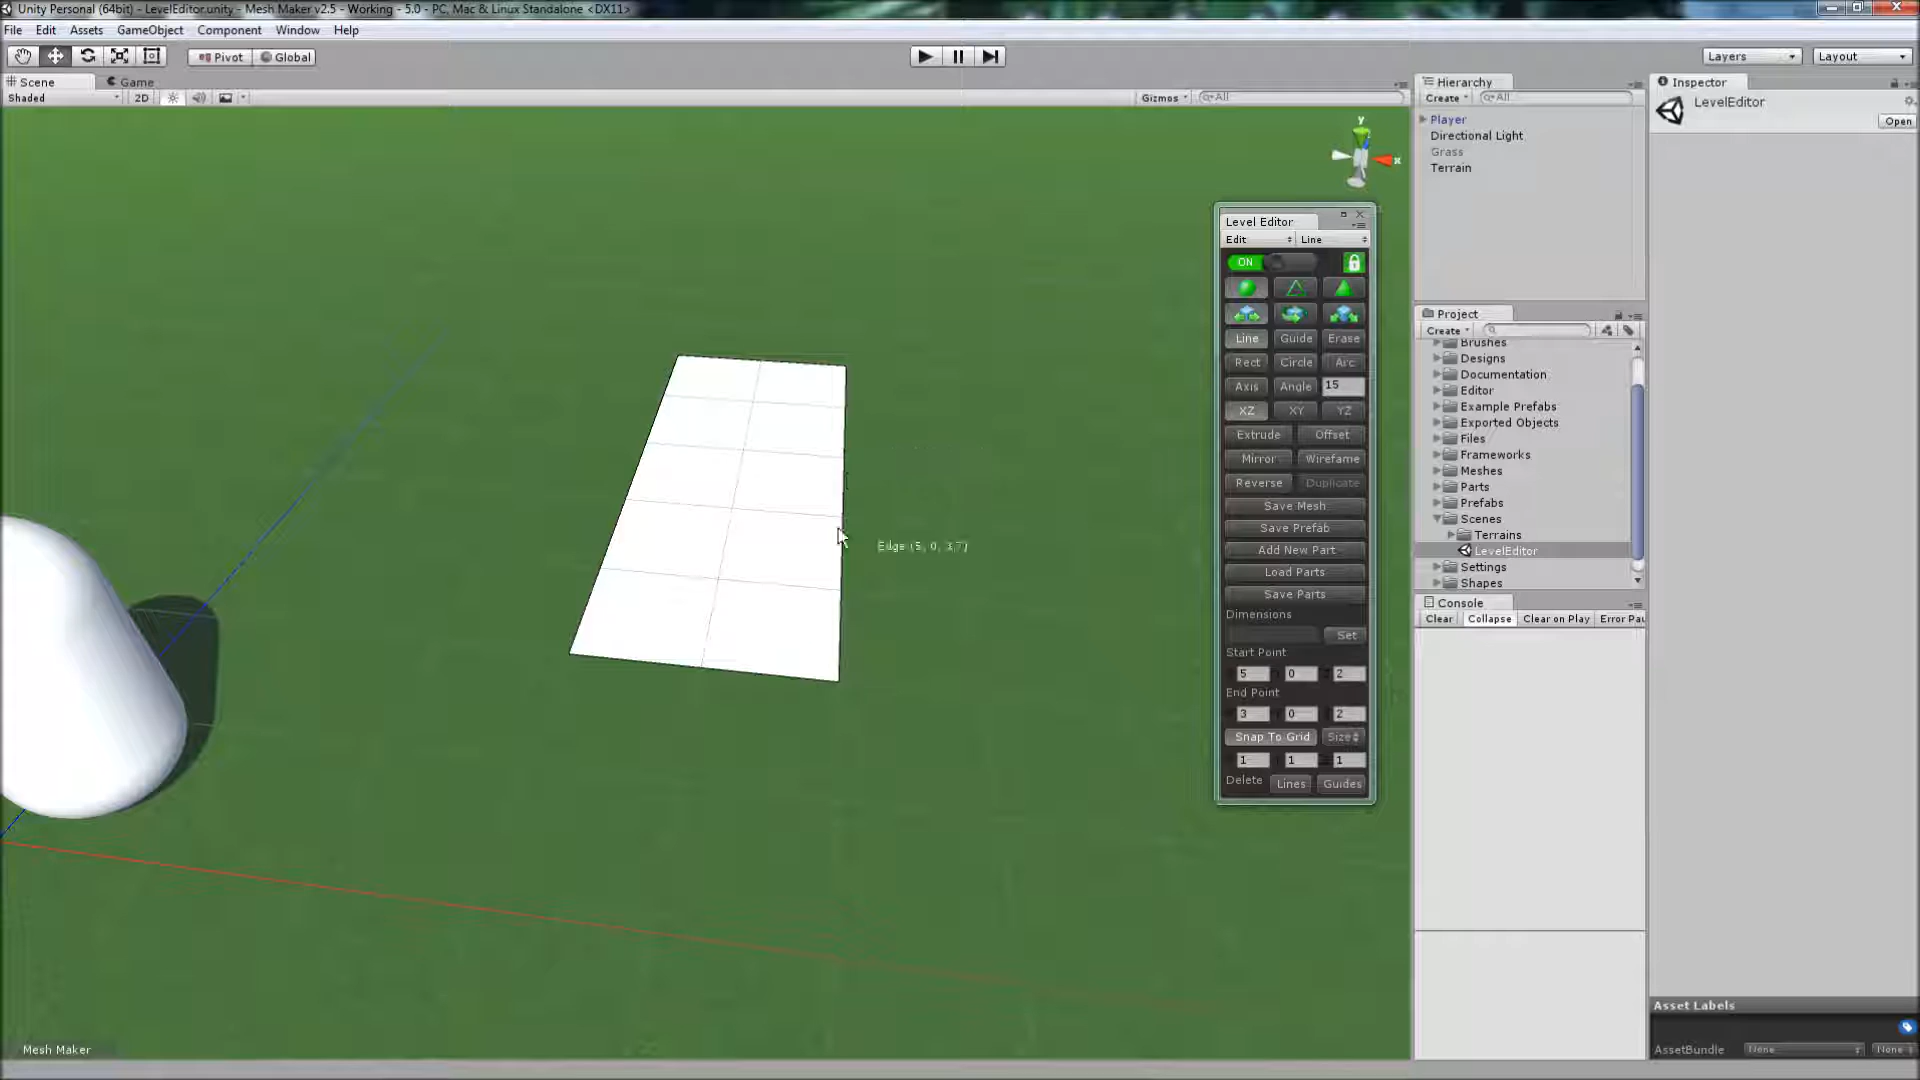 Unity Personal (64bit) - LevelEditor.unity - Mesh Maker v2.5 - Working - 5.0 - PC, Mac & Linux Standalone <DX11>
File Edit Assets GameObject Component Window Help
Pivot Global Layers Layout
Scene Game
Shaded 2D Gizmos All
Hierarchy
Create All
Player
Directional Light
Grass
Terrain
Inspector
LevelEditor
Open
y
x
Level Editor
Edit Line
ON
Line Guide Erase
Rect Circle Arc
Axis Angle 15
XZ XY YZ
Extrude Offset
Mirror Wirefame
Reverse Duplicate
Save Mesh
Save Prefab
Add New Part
Load Parts
Save Parts
Dimensions
Set
Start Point
5 0 2
End Point
3 0 2
Snap To Grid Size
1 1 1
Delete Lines Guides
Edge (5, 0, 3.7)
Project
Create
Brushes
Designs
Documentation
Editor
Example Prefabs
Exported Objects
Files
Frameworks
Meshes
Parts
Prefabs
Scenes
Terrains
LevelEditor
Settings
Shapes
Console
Clear Collapse Clear on Play Error Pau
Asset Labels
AssetBundle None None
Mesh Maker